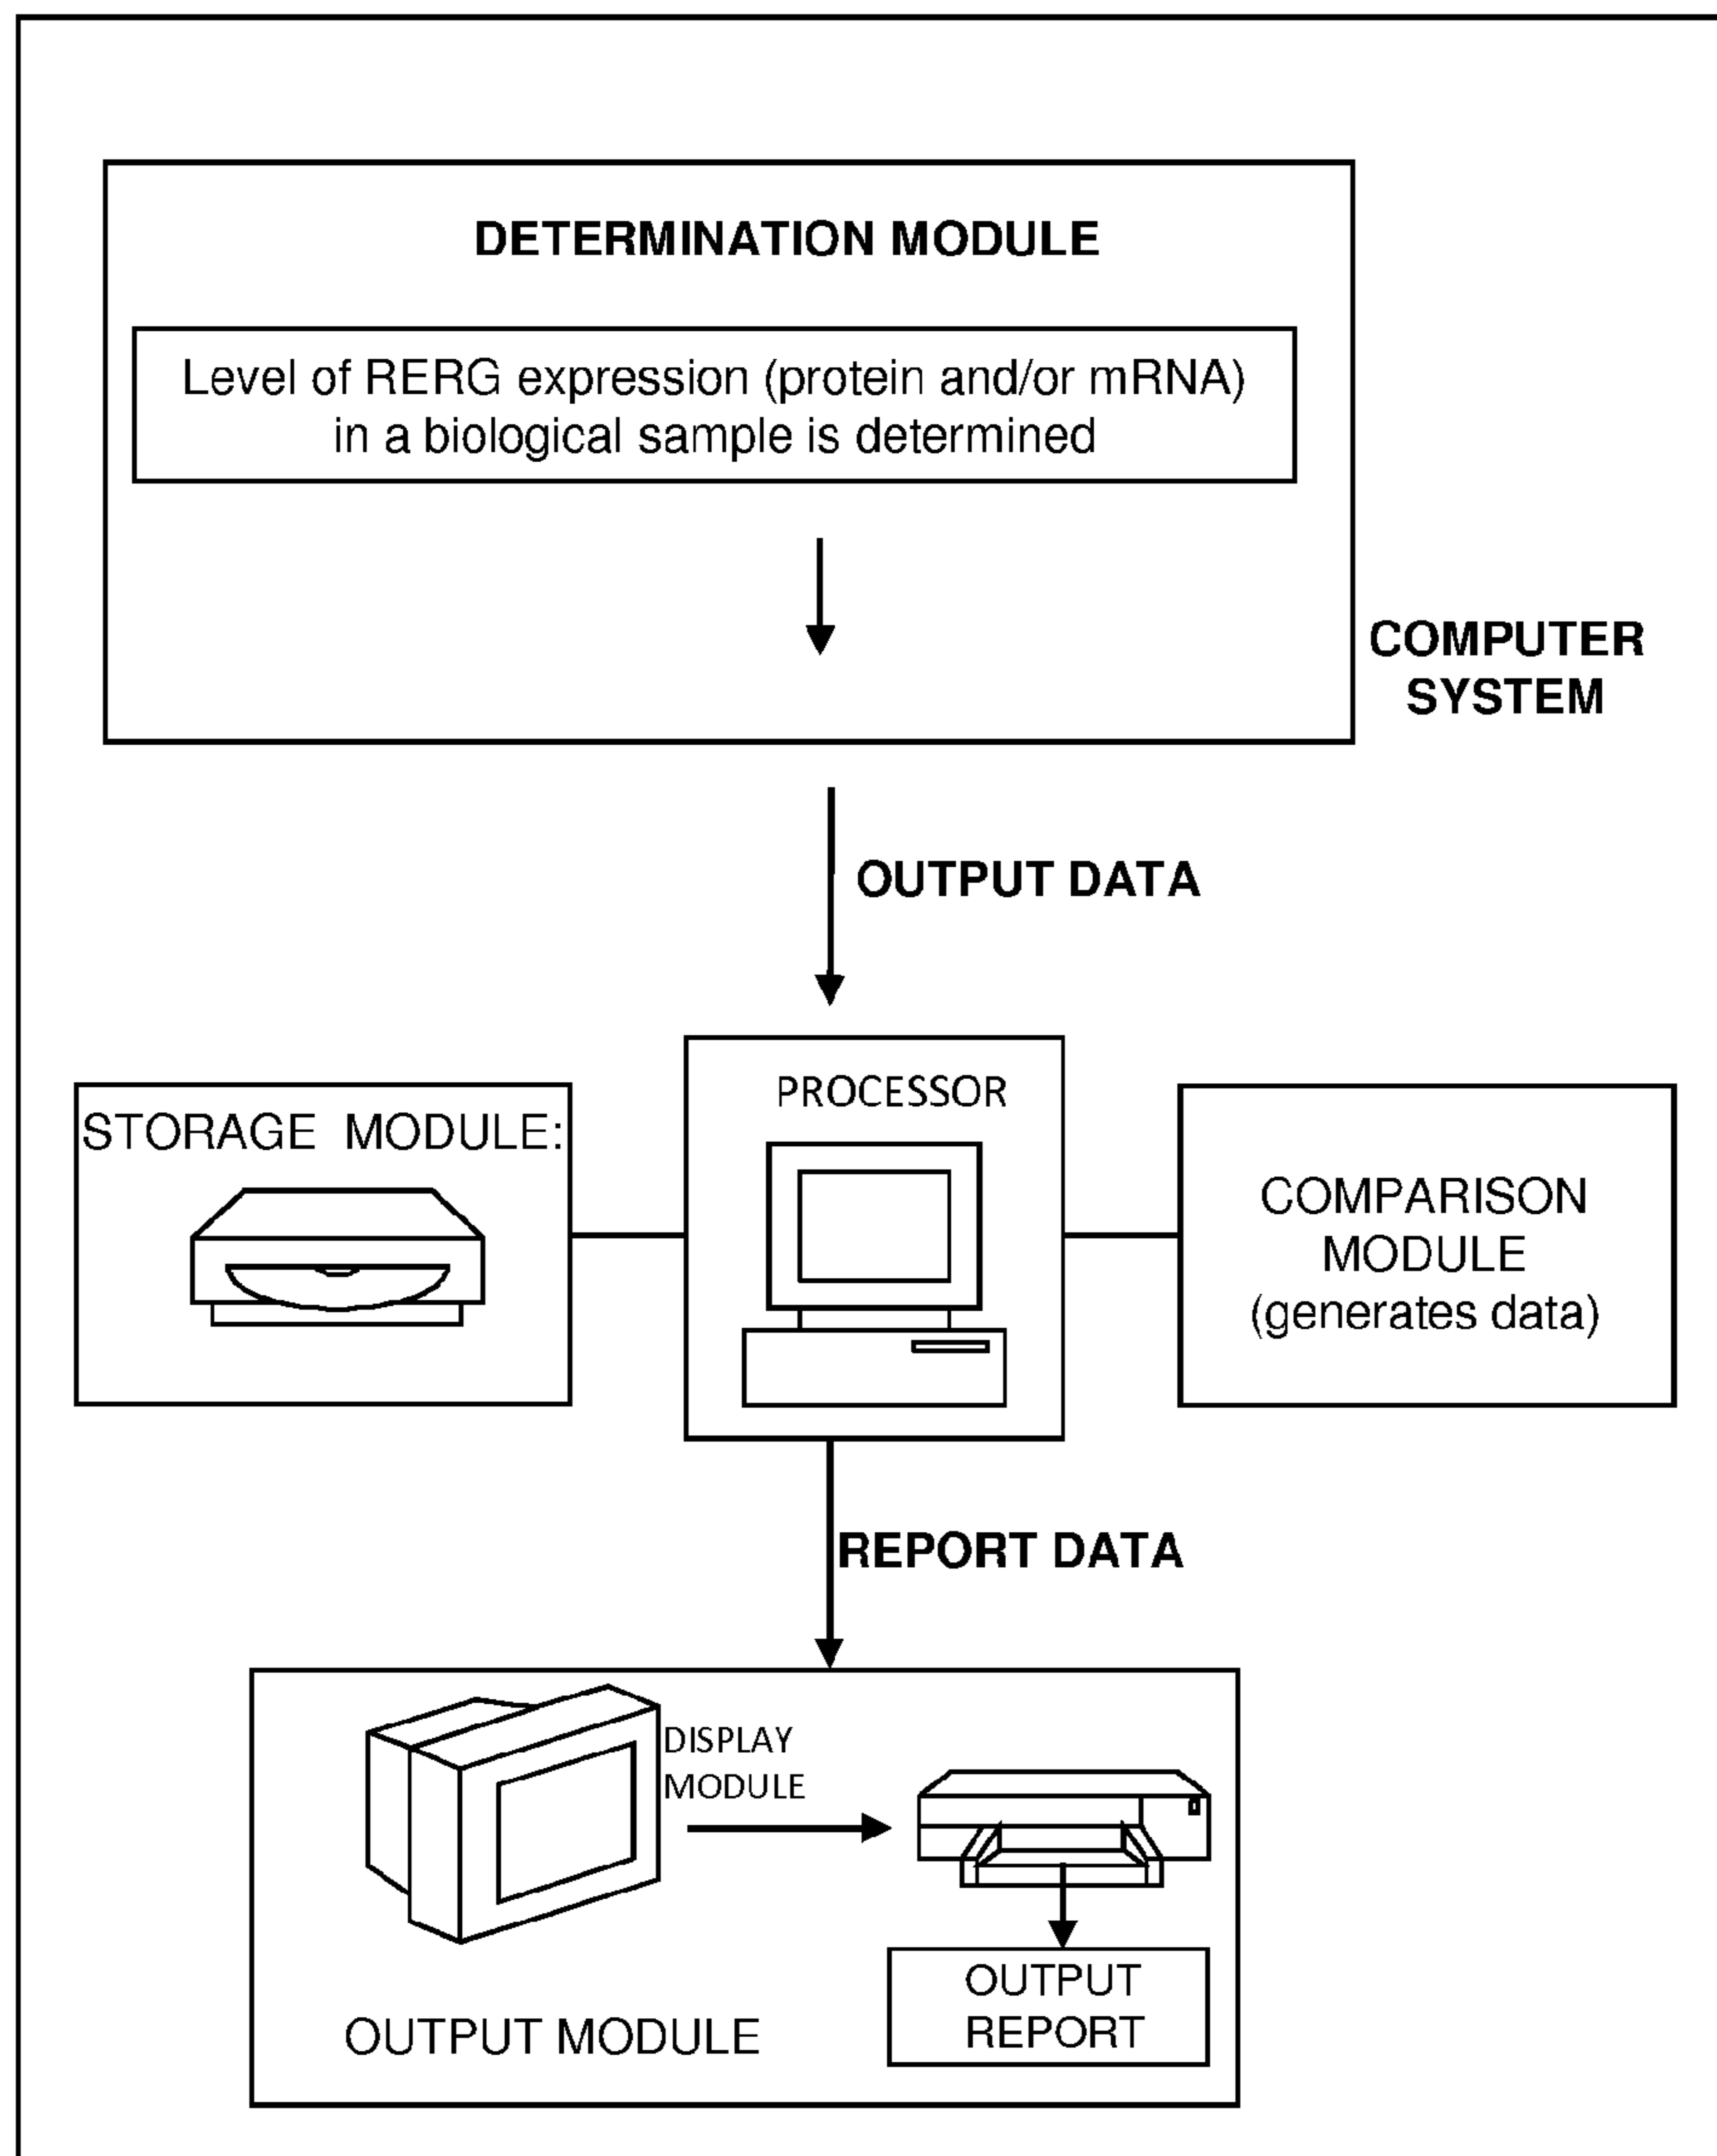 DETERMINATION MODULE
Level of RERG expression (protein and/or mRNA)
in a biological sample is determined
COMPUTER
SYSTEM
OUTPUT DATA
PROCESSOR
STORAGE MODULE:
COMPARISON
MODULE
(generates data)
REPORT DATA
DISPLAY
MODULE
OUTPUT
REPORT
OUTPUT MODULE